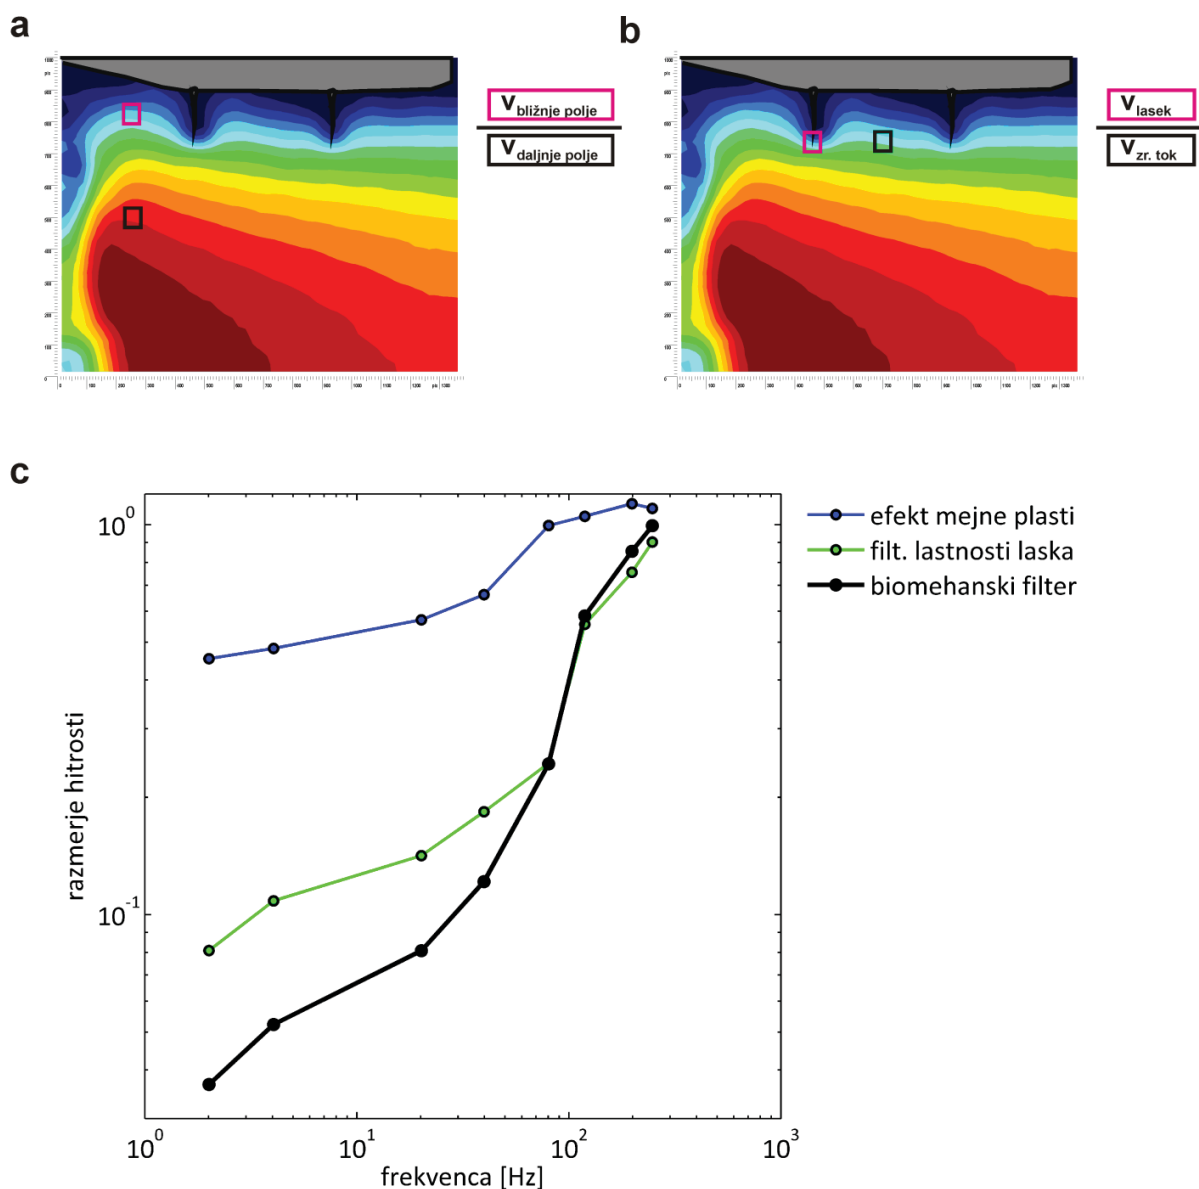 a
b
V bližnje polje
V daljnje polje
V lasek
V zr. tok
c
10⁰
10⁻¹
razmerje hitrosti
10⁰ 10¹ 10² 10³
frekvenca [Hz]
efekt mejne plasti
filt. lastnosti laska
biomehanski filter